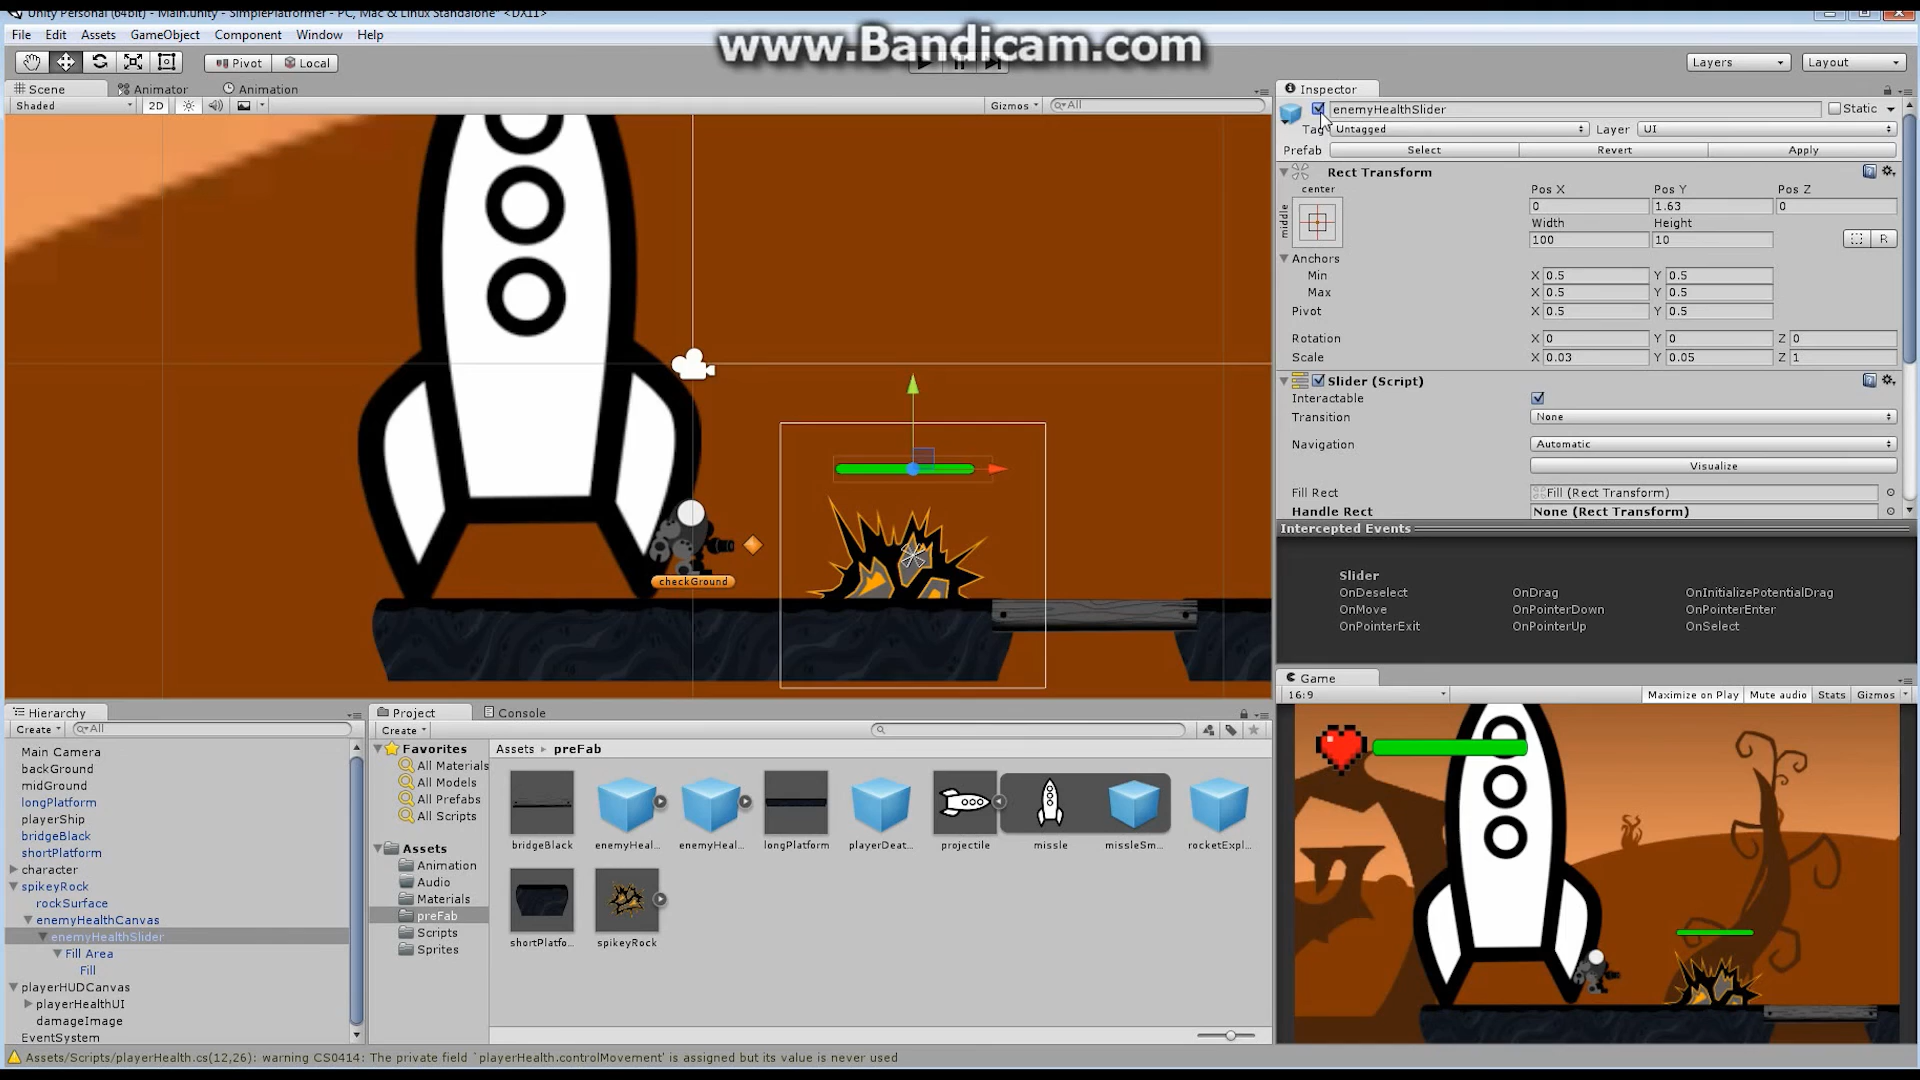 Unity Personal (64bit) - Main.unity - SimplePlatformer - PC, Mac & Linux Standalone* <DX11>
www.Bandicam.com
File Edit Assets GameObject Component Window Help
Pivot Local Layers Layout
Scene Animator Animation
Shaded 2D Gizmos All
checkGround
Inspector
enemyHealthSlider Static
Tag Untagged Layer UI
Prefab Select Revert Apply
Rect Transform
center Pos X Pos Y Pos Z
middle 0 1.63 0
Width Height
100 10 R
Anchors
Min X 0.5 Y 0.5
Max X 0.5 Y 0.5
Pivot X 0.5 Y 0.5
Rotation X 0 Y 0 Z 0
Scale X 0.03 Y 0.05 Z 1
Slider (Script)
Interactable
Transition None
Navigation Automatic
Visualize
Fill Rect Fill (Rect Transform)
Handle Rect None (Rect Transform)
Intercepted Events
Slider
OnDeselect OnDrag OnInitializePotentialDrag
OnMove OnPointerDown OnPointerEnter
OnPointerExit OnPointerUp OnSelect
Game
16:9 Maximize on Play Mute audio Stats Gizmos
Hierarchy
Create All
Main Camera
backGround
midGround
longPlatform
playerShip
bridgeBlack
shortPlatform
character
spikeyRock
rockSurface
enemyHealthCanvas
enemyHealthSlider
Fill Area
Fill
playerHUDCanvas
playerHealthUI
damageImage
EventSystem
Project Console
Create
Favorites
All Materials
All Models
All Prefabs
All Scripts
Assets
Animation
Audio
Materials
preFab
Scripts
Sprites
Assets preFab
bridgeBlack enemyHeal... enemyHeal... longPlatform playerDeat... projectile missle missleSm... rocketExpl...
shortPlatfo... spikeyRock
Assets/Scripts/playerHealth.cs(12,26): warning CS0414: The private field `playerHealth.controlMovement' is assigned but its value is never used